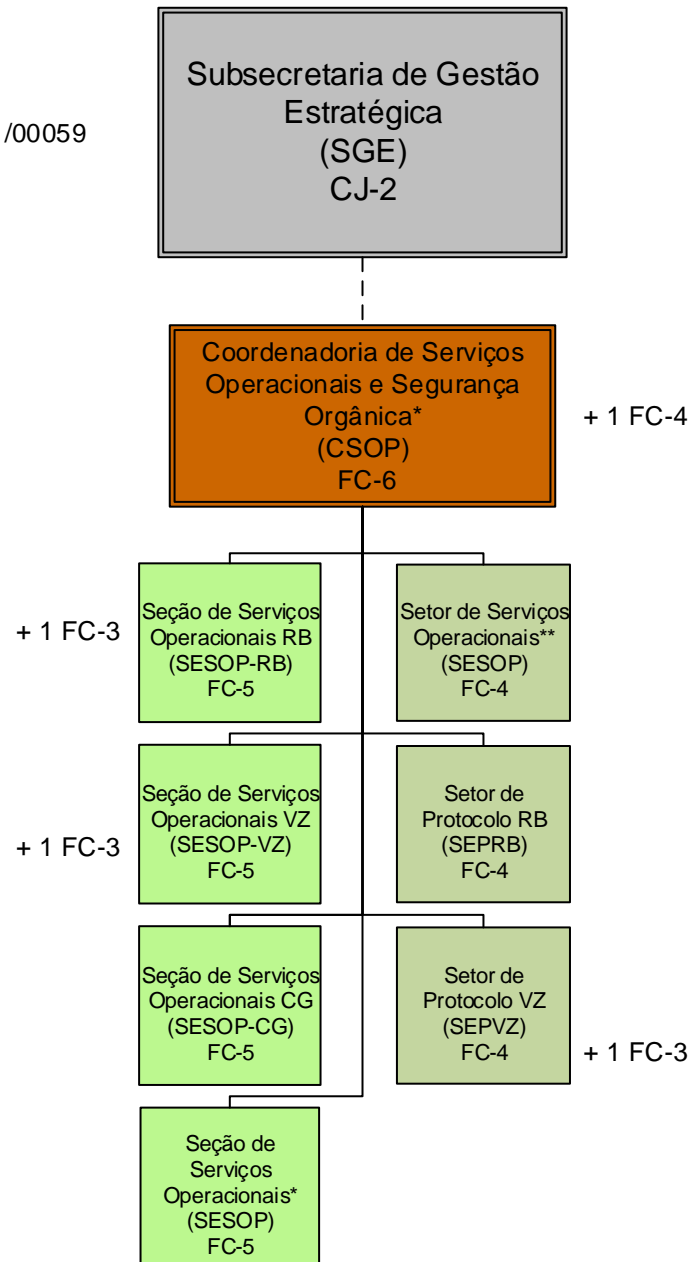 Subsecretaria de Gestão
Estratégica
(SGE)
CJ-2
/00059
Coordenadoria de Serviços
Operacionais e Segurança
Orgânica*
(CSOP)
FC-6
+ 1 FC-4
+ 1 FC-3
Seção de Serviços
Operacionais RB
(SESOP-RB)
FC-5
Setor de Serviços
Operacionais**
(SESOP)
FC-4
+ 1 FC-3
Seção de Serviços
Operacionais VZ
(SESOP-VZ)
FC-5
Setor de
Protocolo RB
(SEPRB)
FC-4
Seção de Serviços
Operacionais CG
(SESOP-CG)
FC-5
Setor de
Protocolo VZ
(SEPVZ)
FC-4
+ 1 FC-3
Seção de
Serviços
Operacionais*
(SESOP)
FC-5